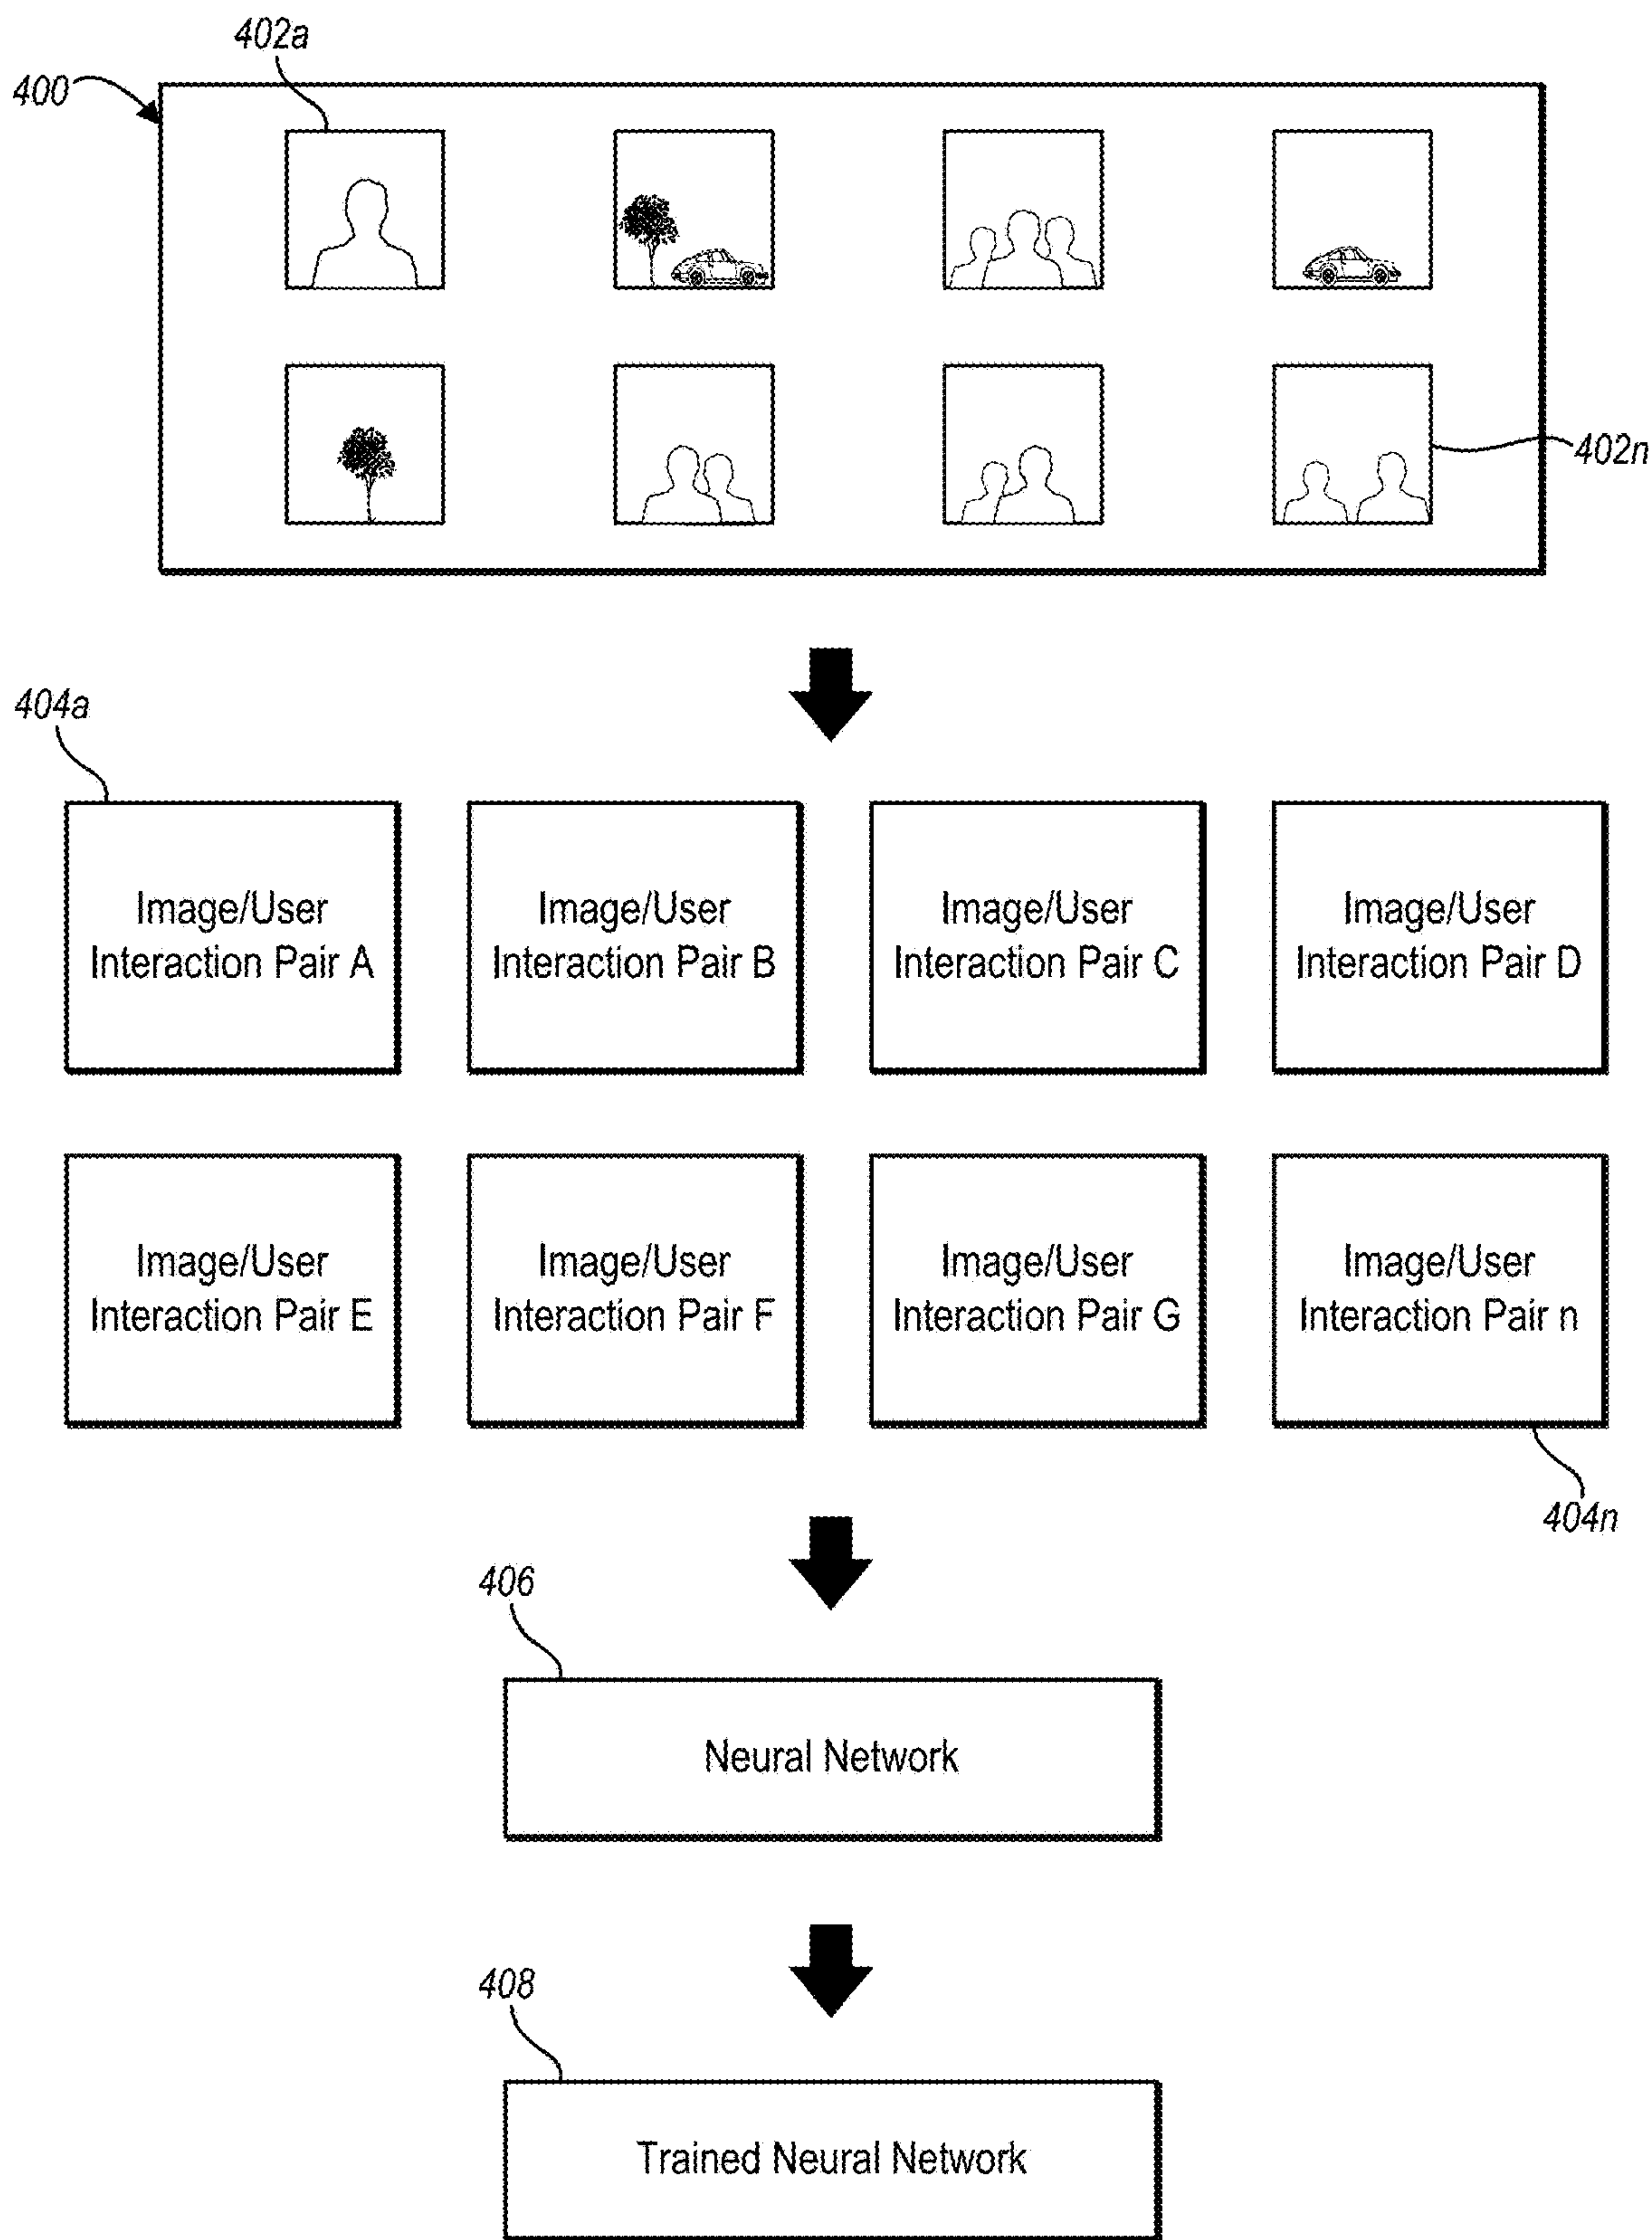 402a
400
402n
404a
Image/User
Interaction Pair A
Image/User
Interaction Pair B
Image/User
Interaction Pair C
Image/User
Interaction Pair D
Image/User
Interaction Pair E
Image/User
Interaction Pair F
Image/User
Interaction Pair G
Image/User
Interaction Pair n
404n
406
Neural Network
408
Trained Neural Network